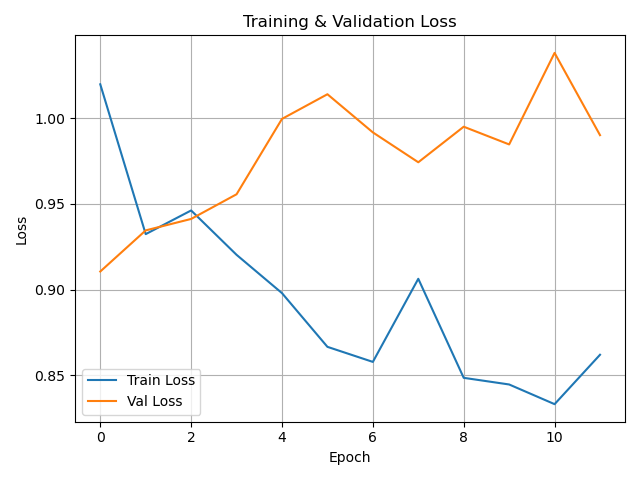 Training & Validation Loss
Loss
1.00
0.95
0.90
0.85
Train Loss
Val Loss
0 2 4 6 8 10
Epoch